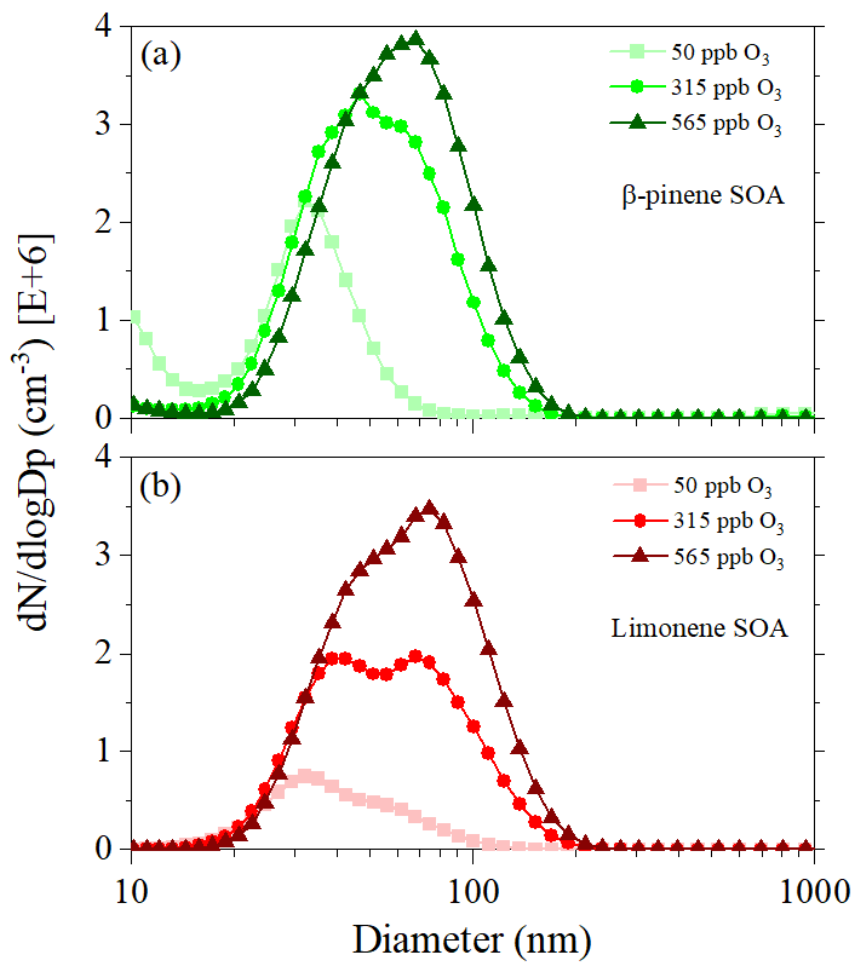 (a)
50 ppb O₃
315 ppb O₃
565 ppb O₃
β-pinene SOA
4
3
2
1
0
(b)
50 ppb O₃
315 ppb O₃
565 ppb O₃
Limonene SOA
4
3
2
1
0
dN/dlogDp (cm⁻³) [E+6]
10
100
1000
Diameter (nm)